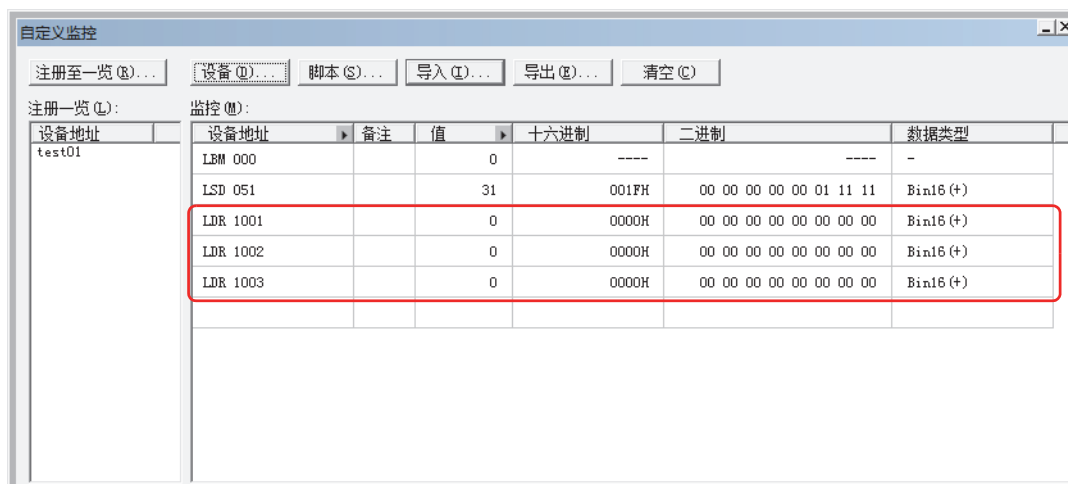 自定义监控
注册至一览(R)... 设备(D)... 脚本(S)... 导入(I)... 导出(E)... 清空(C)
注册一览(L): 监控(M):
设备地址 设备地址 备注 值 十六进制 二进制 数据类型
test01 LBM 000 0 ---- ---- -
LSD 051 31 001FH 00 00 00 00 00 01 11 11 Bin16(+)
LDR 1001 0 0000H 00 00 00 00 00 00 00 00 Bin16(+)
LDR 1002 0 0000H 00 00 00 00 00 00 00 00 Bin16(+)
LDR 1003 0 0000H 00 00 00 00 00 00 00 00 Bin16(+)